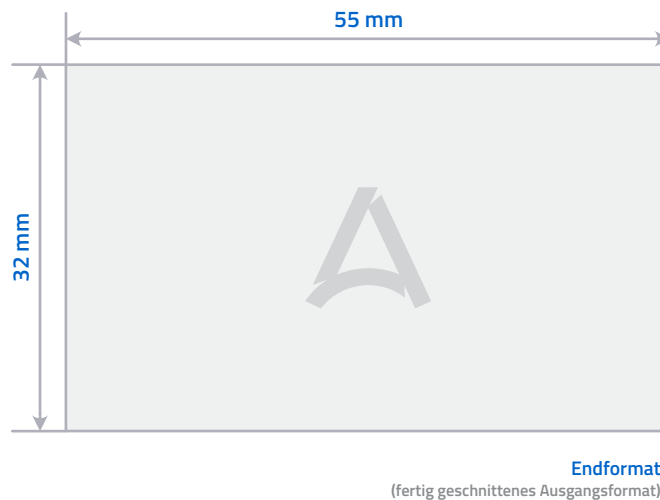 55 mm
32 mm
Endformat
(fertig geschnittenes Ausgangsformat)